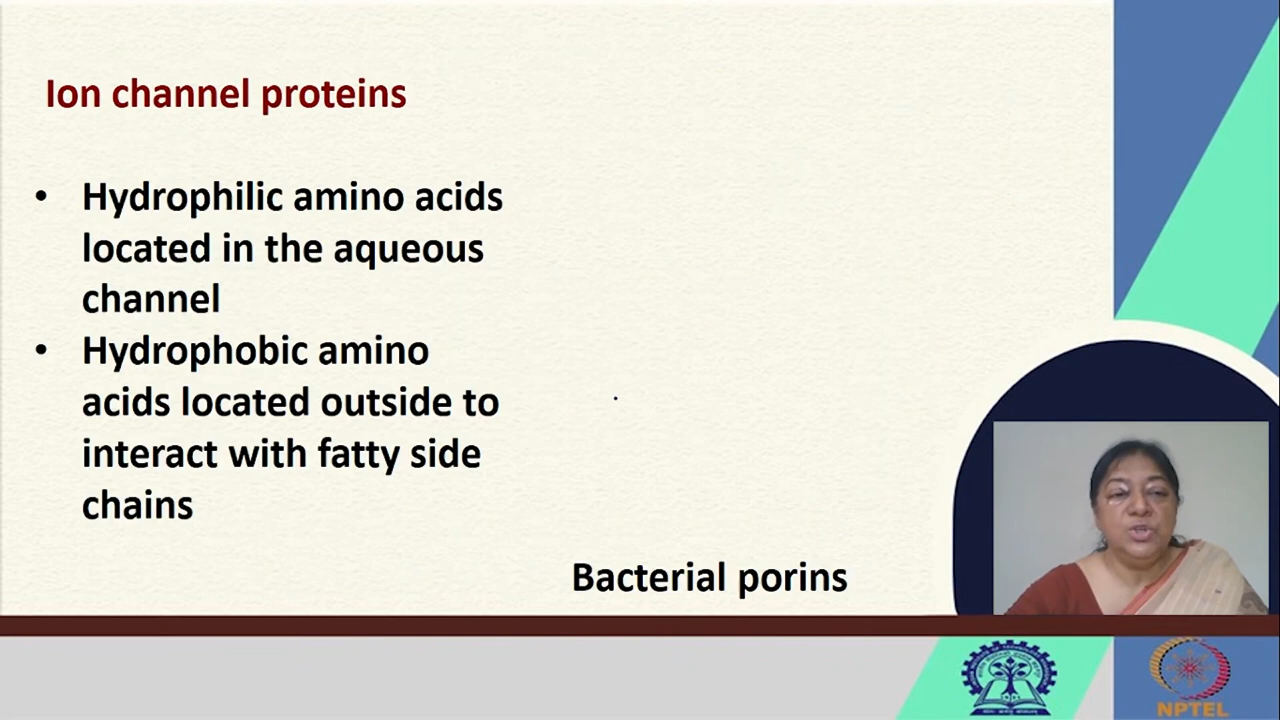 Ion channel proteins
• Hydrophilic amino acids
located in the aqueous
channel
• Hydrophobic amino
acids located outside to
interact with fatty side
chains
Bacterial porins
NPTEL